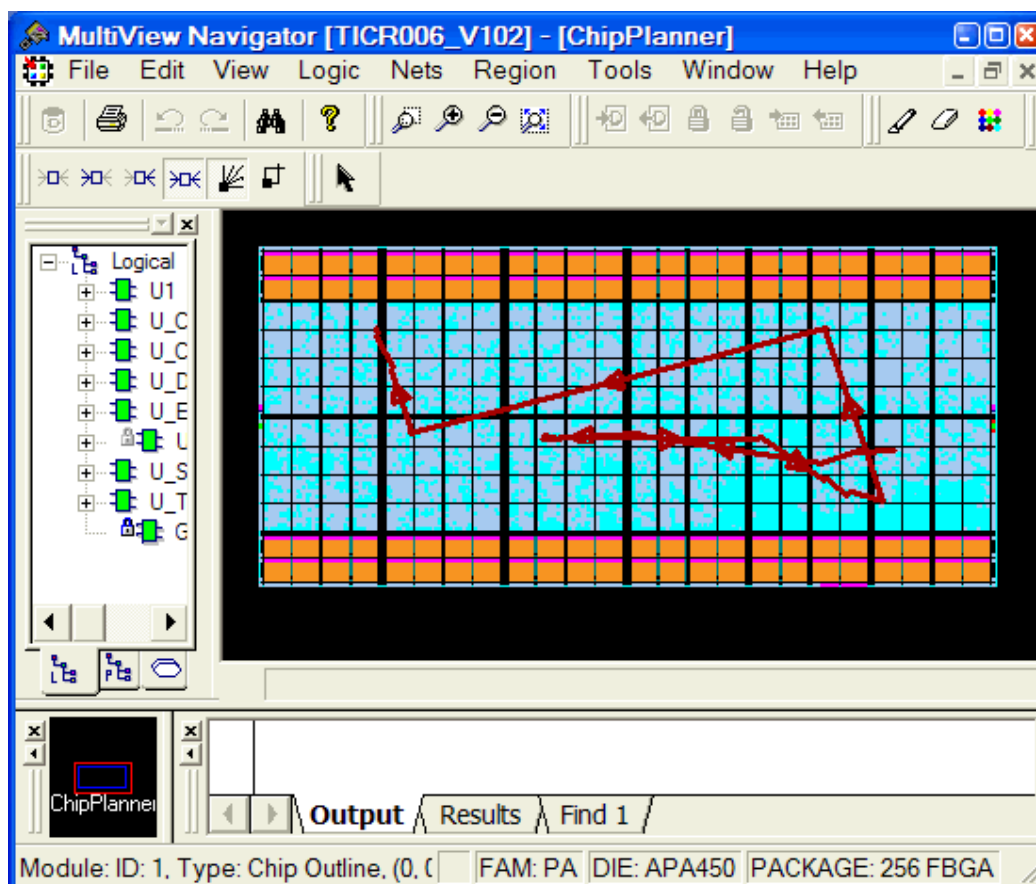 MultiView Navigator [TICR006_V102] - [ChipPlanner]
File Edit View Logic Nets Region Tools Window Help
Logical
U1
U_C
U_C
U_D
U_E
U
U_S
U_T
G
ChipPlanner
Output Results Find 1
Module: ID: 1, Type: Chip Outline, (0, 0 FAM: PA DIE: APA450 PACKAGE: 256 FBGA